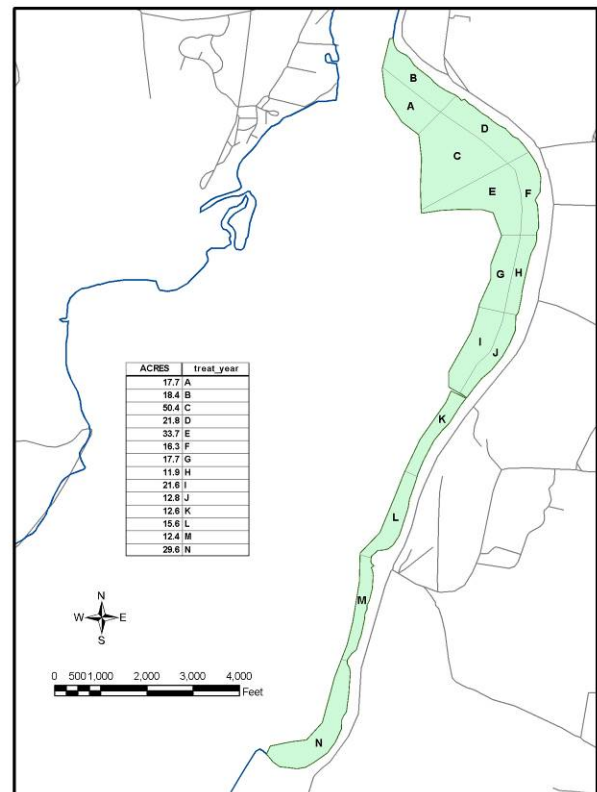 B
A
D
C
E
F
G
H
I
J
K
L
M
N
ACRES treat_year
17.7 A
18.4 B
50.4 C
21.8 D
33.7 E
16.3 F
17.7 G
11.9 H
21.6 I
12.8 J
12.6 K
15.6 L
12.4 M
29.6 N
N
W E
S
0 500 1,000 2,000 3,000 4,000
Feet